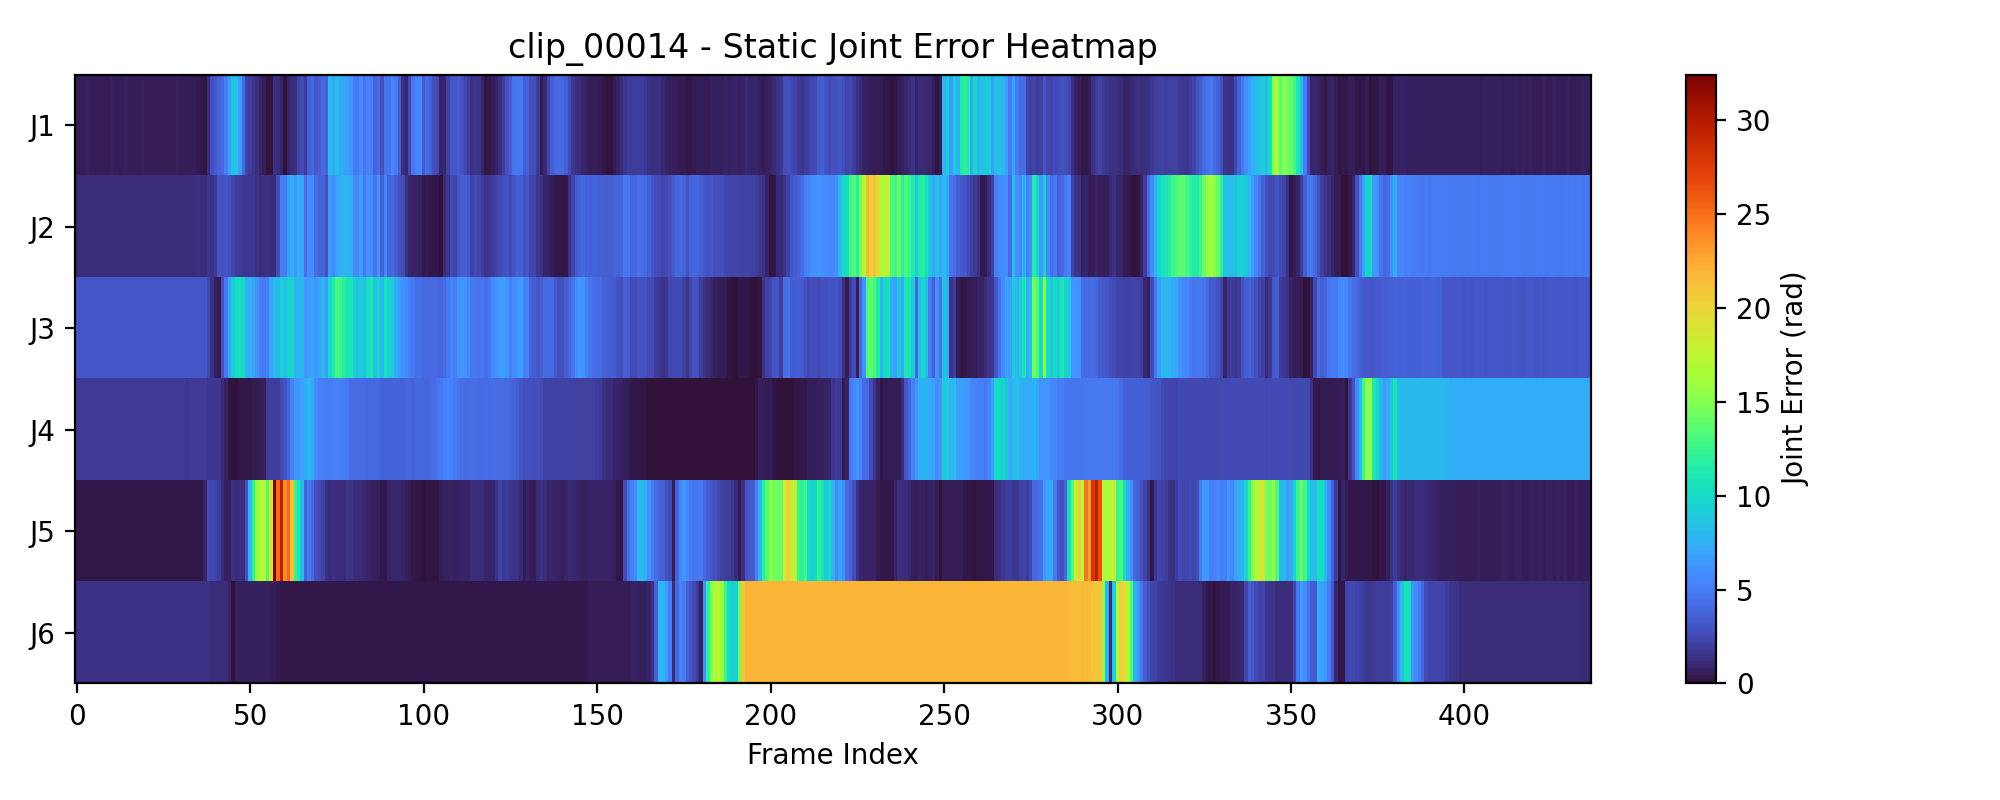 clip_00014 - Static Joint Error Heatmap
J1
J2
J3
J4
J5
J6
0 50 100 150 200 250 300 350 400
Frame Index
30
25
20
15
10
5
0
Joint Error (rad)